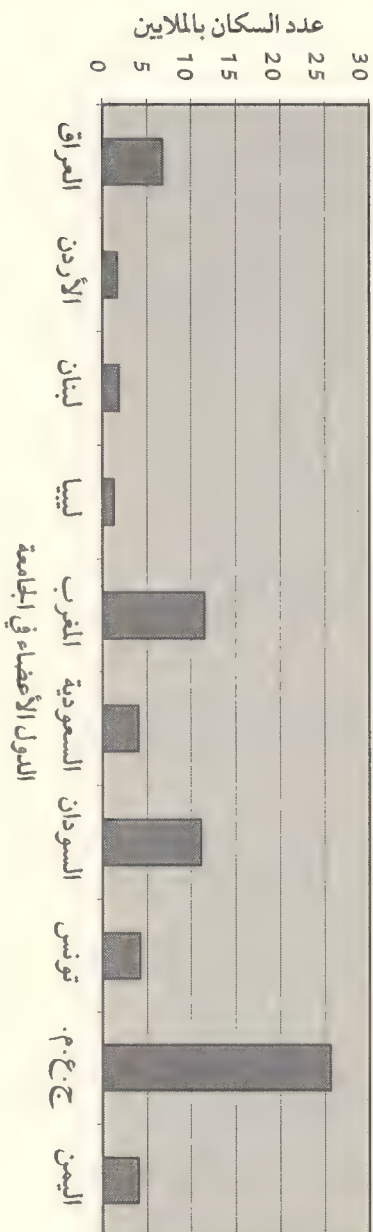 عدد السكان بالملايين
30
25
20
15
10
5
0
العراق
الأردن
لبنان
ليبيا
المغرب
السعودية
السودان
تونس
ج.ع.م.
اليمن
الدول الأعضاء في الجامعة